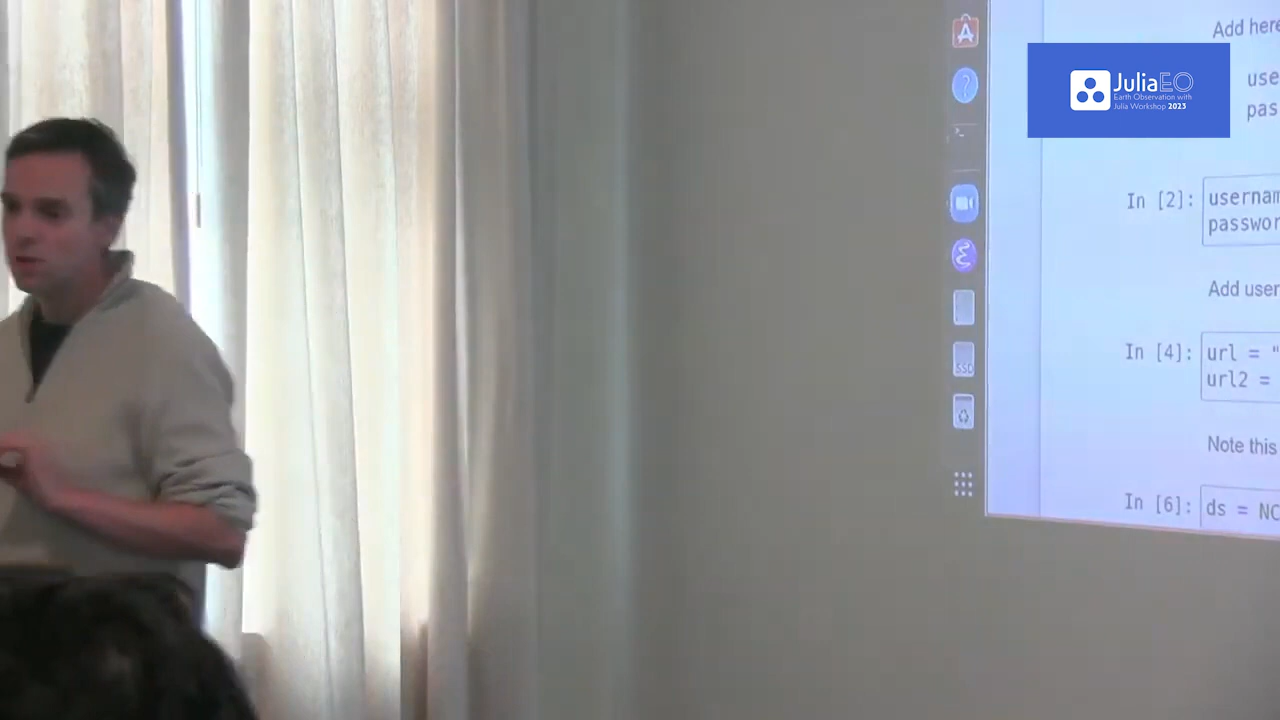 Add here
JuliaEO
Earth Observation with
Julia Workshop 2023
use
pas
In [2]:
usernam
passwor
Add user
In [4]:
url = "
url2 =
Note this
In [6]:
ds = NC
SSD